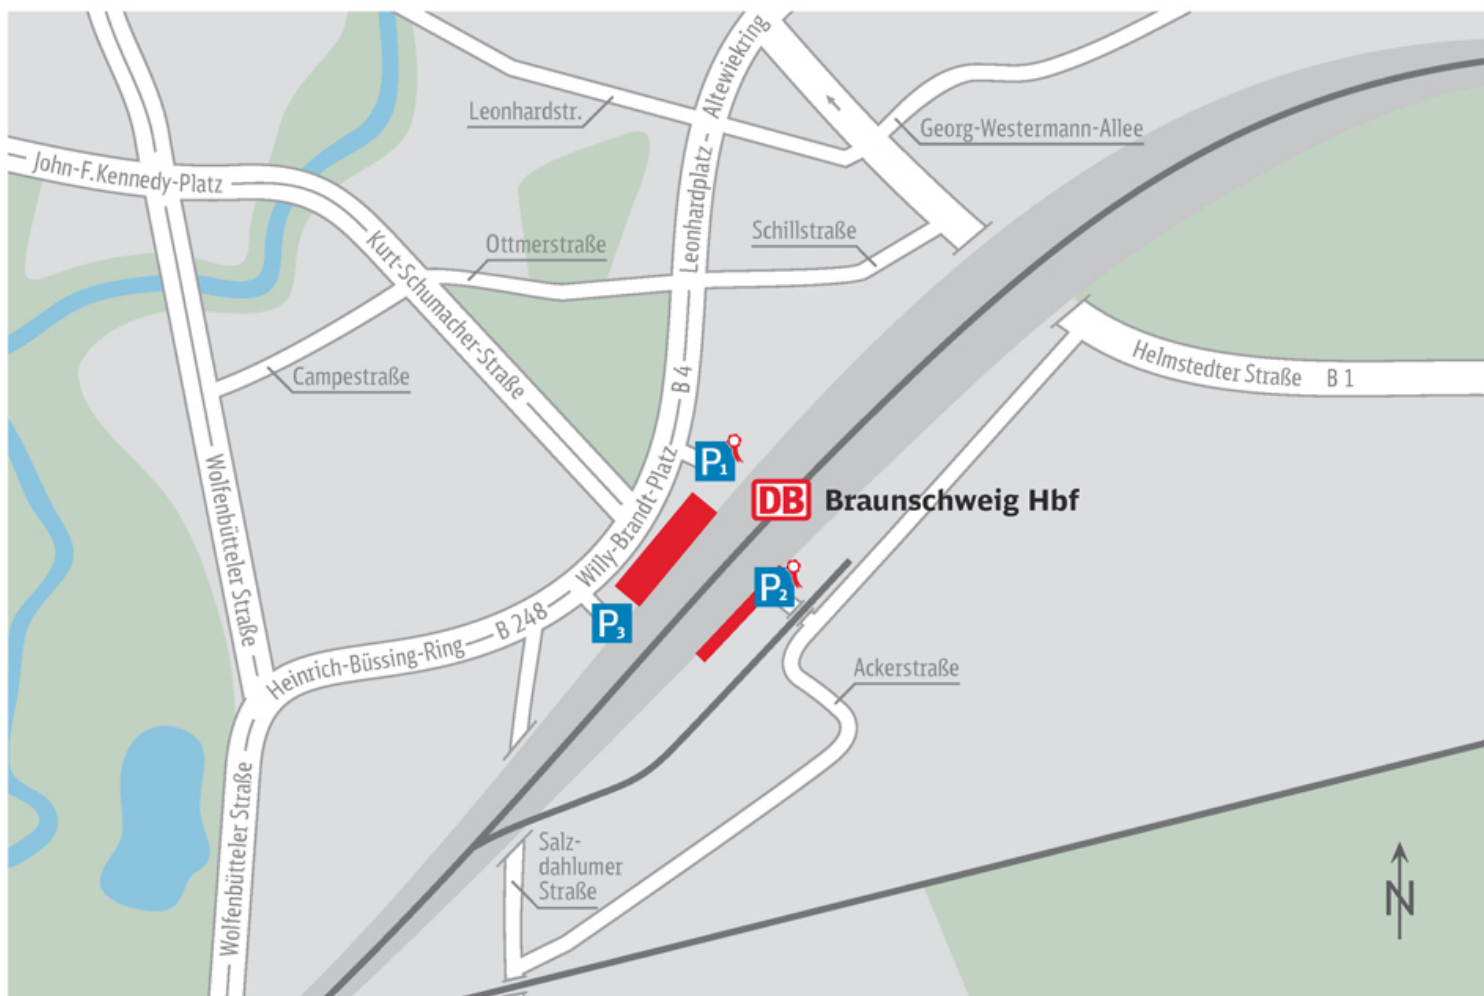 Leonhardstr.
Altewiekring
Georg-Westermann-Allee
John-F.Kennedy-Platz
Leonhardplatz –
Kurt-Schumacher-Straße
Ottmerstraße
Schillstraße
Campestraße
B 4
Helmstedter Straße B 1
Wolfenbütteler Straße
Willy-Brandt-Platz
P1
DB Braunschweig Hbf
P2
P3
B 248
Heinrich-Büssing-Ring
Ackerstraße
Wolfenbütteler Straße
Salz-
dahlumer
Straße
N